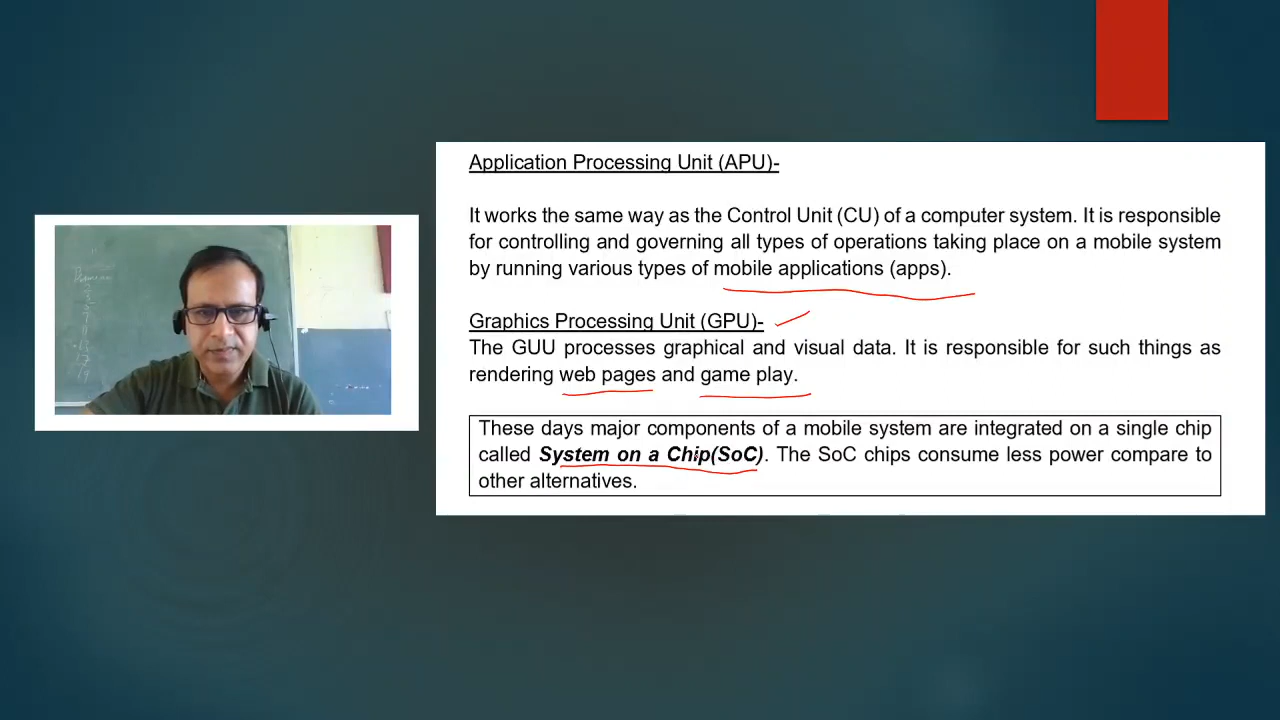 Application Processing Unit (APU)-
It works the same way as the Control Unit (CU) of a computer system. It is responsible
for controlling and governing all types of operations taking place on a mobile system
by running various types of mobile applications (apps).
Graphics Processing Unit (GPU)-
The GUU processes graphical and visual data. It is responsible for such things as
rendering web pages and game play.
These days major components of a mobile system are integrated on a single chip
called System on a Chip(SoC). The SoC chips consume less power compare to
other alternatives.